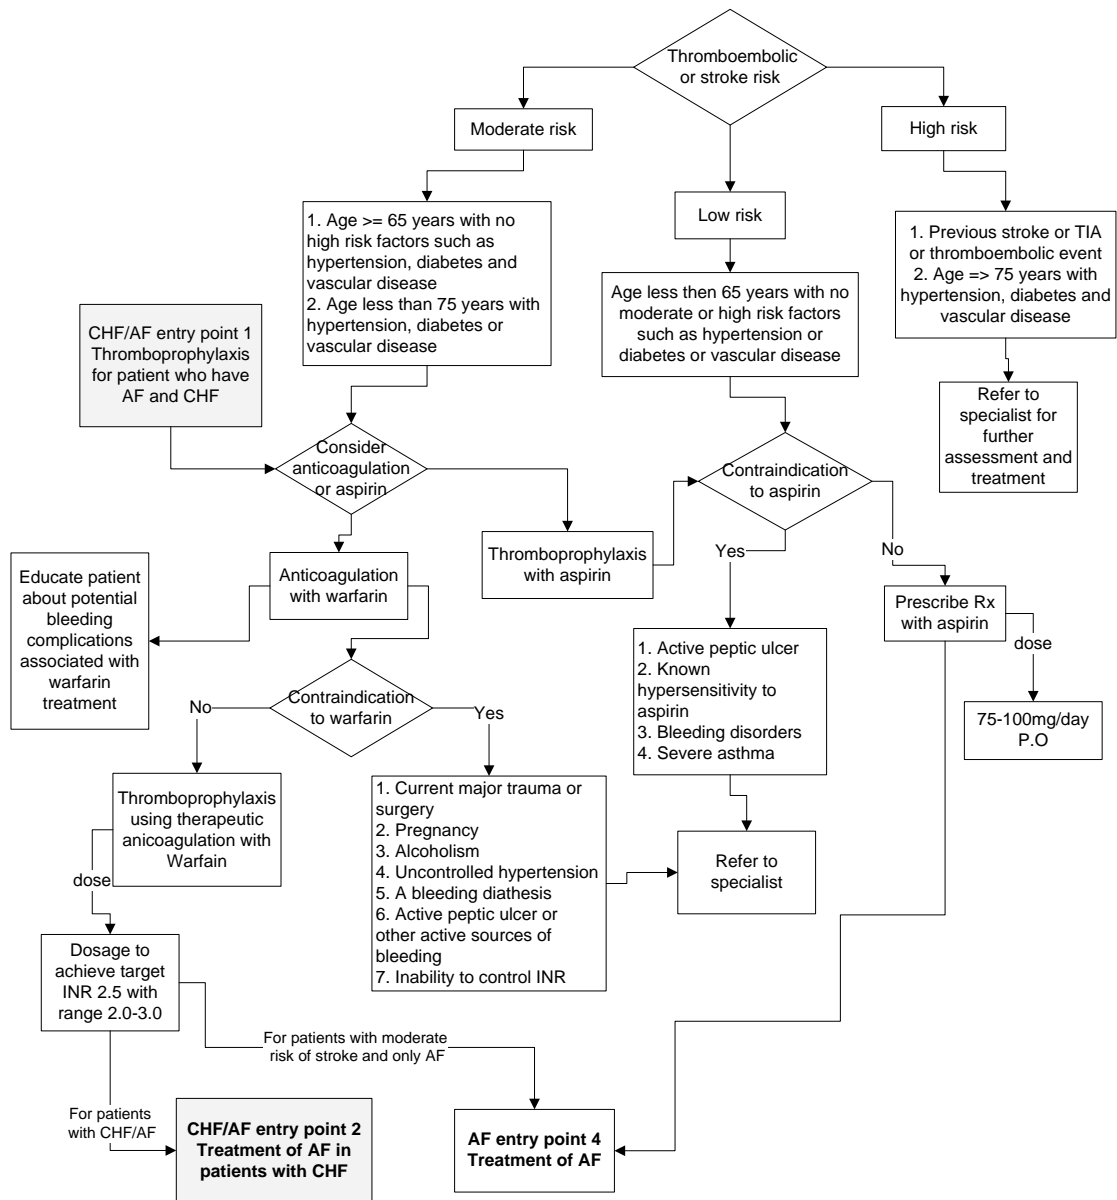 Thromboembolic
or stroke risk
Moderate risk
High risk
Low risk
1. Age >= 65 years with no
high risk factors such as
hypertension, diabetes and
vascular disease
2. Age less than 75 years with
hypertension, diabetes or
vascular disease
1. Previous stroke or TIA
or thromboembolic event
2. Age => 75 years with
hypertension, diabetes and
vascular disease
Age less then 65 years with no
moderate or high risk factors
such as hypertension or
diabetes or vascular disease
CHF/AF entry point 1
Thromboprophylaxis
for patient who have
AF and CHF
Refer to
specialist for
further
assessment and
treatment
Consider
anticoagulation
or aspirin
Contraindication
to aspirin
Thromboprophylaxis
with aspirin
Yes
No
Educate patient
about potential
bleeding
complications
associated with
warfarin
treatment
Anticoagulation
with warfarin
Prescribe Rx
with aspirin
dose
1. Active peptic ulcer
2. Known
hypersensitivity to
aspirin
3. Bleeding disorders
4. Severe asthma
Contraindication
to warfarin
No
Yes
75-100mg/day
P.O
Thromboprophylaxis
using therapeutic
anicoagulation with
Warfain
1. Current major trauma or
surgery
2. Pregnancy
3. Alcoholism
4. Uncontrolled hypertension
5. A bleeding diathesis
6. Active peptic ulcer or
other active sources of
bleeding
7. Inability to control INR
Refer to
specialist
dose
Dosage to
achieve target
INR 2.5 with
range 2.0-3.0
For patients with moderate
risk of stroke and only AF
For patients
with CHF/AF
CHF/AF entry point 2
Treatment of AF in
patients with CHF
AF entry point 4
Treatment of AF